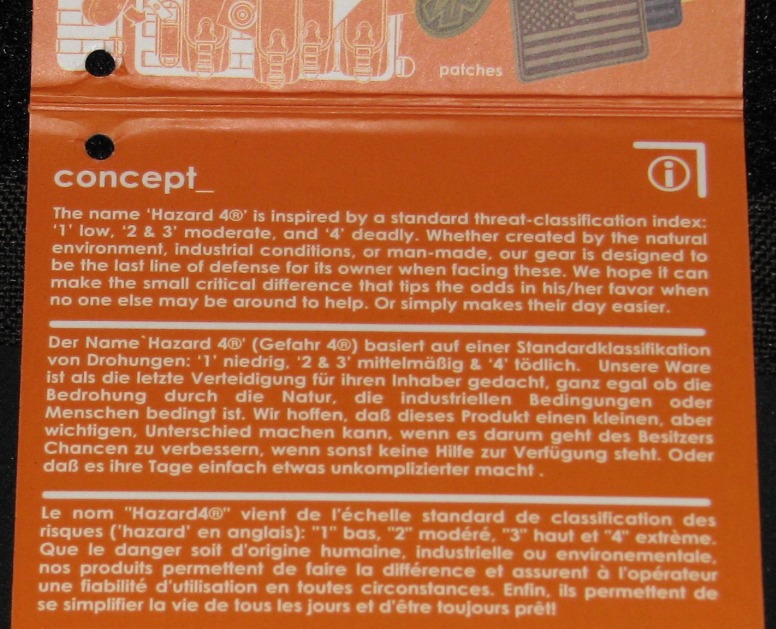 patches
concept_
The name 'Hazard 4®' is inspired by a standard threat-classification index:
'1' low, '2 & 3' moderate, and '4' deadly. Whether created by the natural
environment, industrial conditions, or man-made, our gear is designed to
be the last line of defense for its owner when facing these. We hope it can
make the small critical difference that tips the odds in his/her favor when
no one else may be around to help. Or simply makes their day easier.
Der Name`Hazard 4®' (Gefahr 4®) basiert auf einer Standardklassifikation
von Drohungen: '1' niedrig, '2 & 3' mittelmäßig & '4' tödlich. Unsere Ware
ist als die letzte Verteidigung für ihren Inhaber gedacht, ganz egal ob die
Bedrohung durch die Natur, die industriellen Bedingungen oder
Menschen bedingt ist. Wir hoffen, daß dieses Produkt einen kleinen, aber
wichtigen, Unterschied machen kann, wenn es darum geht des Besitzers
Chancen zu verbessern, wenn sonst keine Hilfe zur Verfügung steht. Oder
daß es ihre Tage einfach etwas unkomplizierter macht .
Le nom "Hazard4®" vient de l'échelle standard de classification des
risques ('hazard' en anglais): "1" bas, "2" modéré, "3" haut et "4" extrème.
Que le danger soit d'origine humaine, industrielle ou environementale,
nos produits permettent de faire la différence et assurent à l'opérateur
une fiabilité d'utilisation en toutes circonstances. Enfin, ils permettent de
se simplifier la vie de tous les jours et d'être toujours prêt!